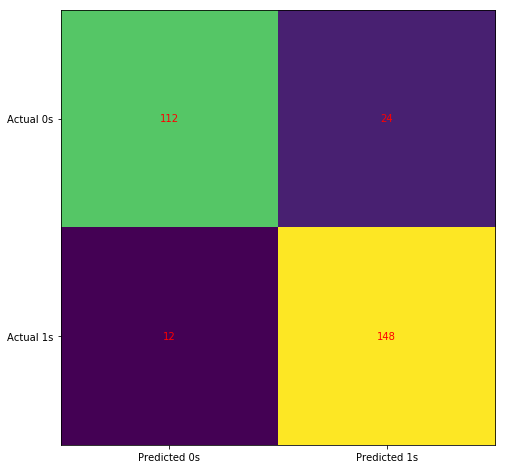 Actual 0s
112
24
Actual 1s
12
148
Predicted 0s
Predicted 1s